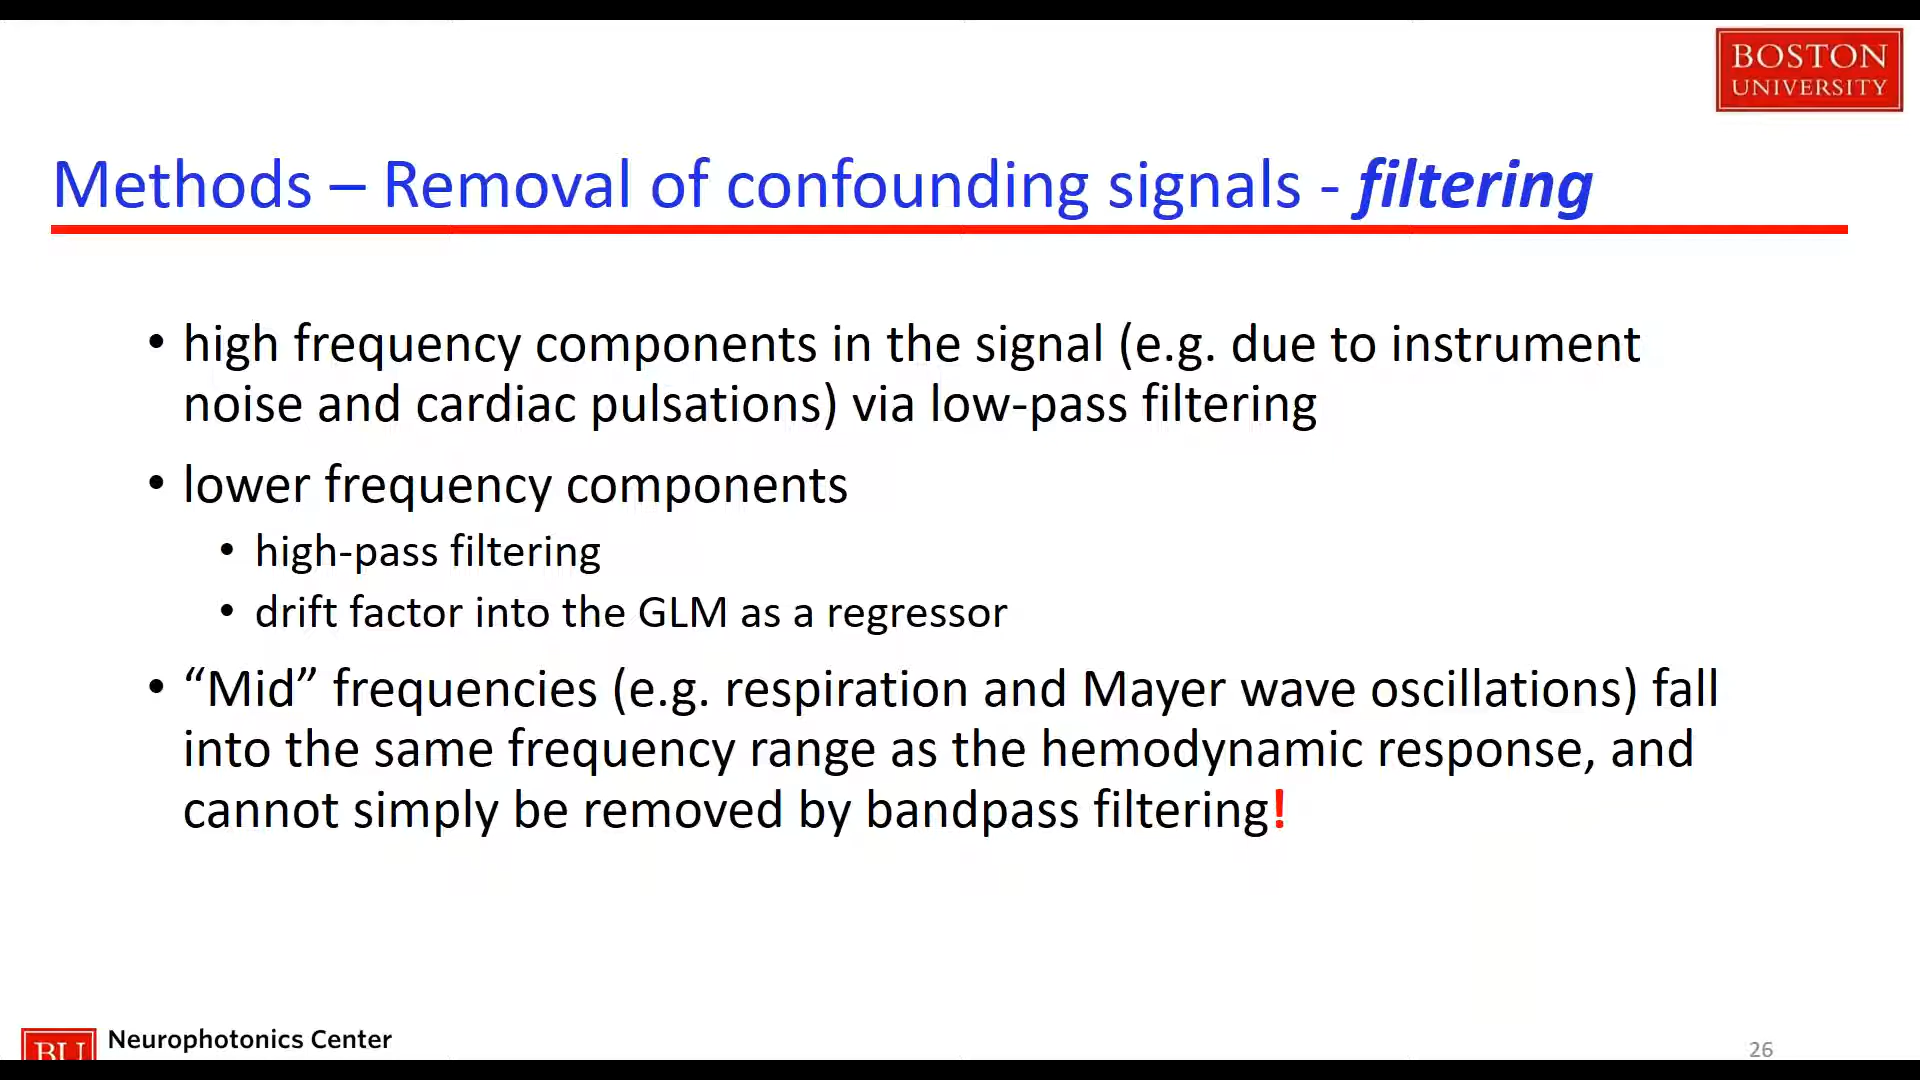 BOSTON
UNIVERSITY
Methods – Removal of confounding signals - filtering
• high frequency components in the signal (e.g. due to instrument
noise and cardiac pulsations) via low-pass filtering
• lower frequency components
• high-pass filtering
• drift factor into the GLM as a regressor
• “Mid” frequencies (e.g. respiration and Mayer wave oscillations) fall
into the same frequency range as the hemodynamic response, and
cannot simply be removed by bandpass filtering!
BU Neurophotonics Center
26